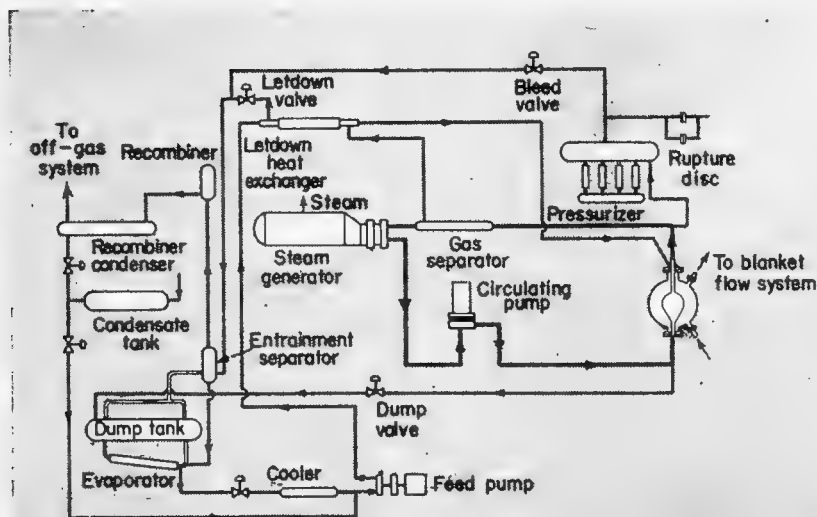 Letdown
valve
Bleed
valve
To
off-gas
system
Recombiner
Letdown
heat
exchanger
Rupture
disc
Steam
Pressurizer
Recombiner
condenser
Steam
generator
Gas
separator
To blanket
flow system
Circulating
pump
Condensate
tank
Entrainment
separator
Dump tank
Dump
valve
Evaporator
Cooler
Feed pump